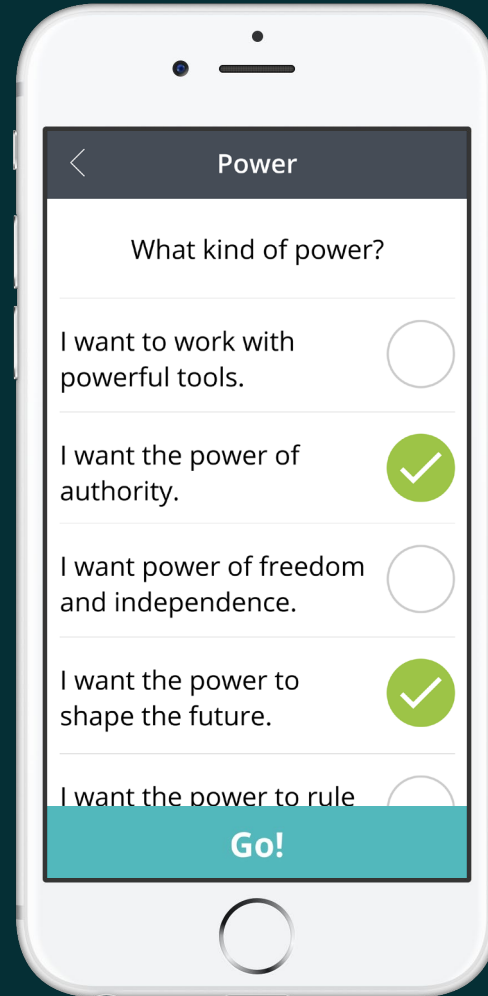 Power
What kind of power?
I want to work with
powerful tools.
I want the power of
authority.
I want power of freedom
and independence.
I want the power to
shape the future.
I want the power to rule
Go!